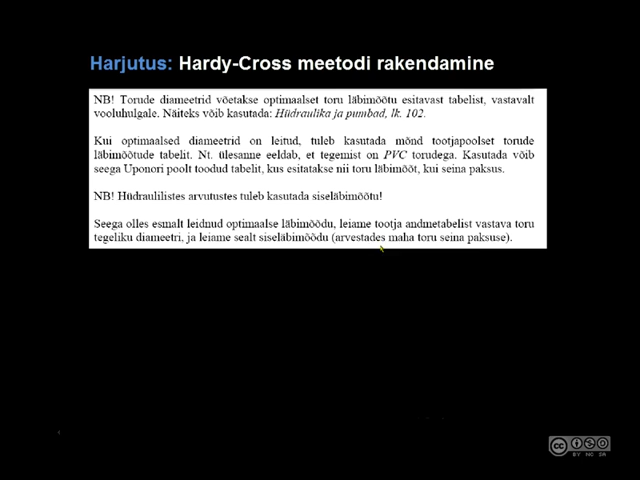 Harjutus: Hardy-Cross meetodi rakendamine
NB! Torude diameetrid võetakse optimaalset toru läbimõõtu esitavast tabelist, vastavalt
vooluhulgale. Näiteks võib kasutada: Hüdraulika ja pumbad, lk. 102.
Kui optimaalsed diameetrid on leitud, tuleb kasutada mõnd tootjapoolset torude
läbimõõtude tabelit. Nt. ülesanne eeldab, et tegemist on PVC torudega. Kasutada võib
seega Uponori poolt toodud tabelit, kus esitatakse nii toru läbimõõt, kui seina paksus.
NB! Hüdraulilistes arvutustes tuleb kasutada siseläbimõõtu!
Seega olles esmalt leidnud optimaalse läbimõõdu, leiame tootja andmetabelist vastava toru
tegeliku diameetri, ja leiame sealt siseläbimõõdu (arvestades maha toru seina paksuse).
cc
BY NC SA